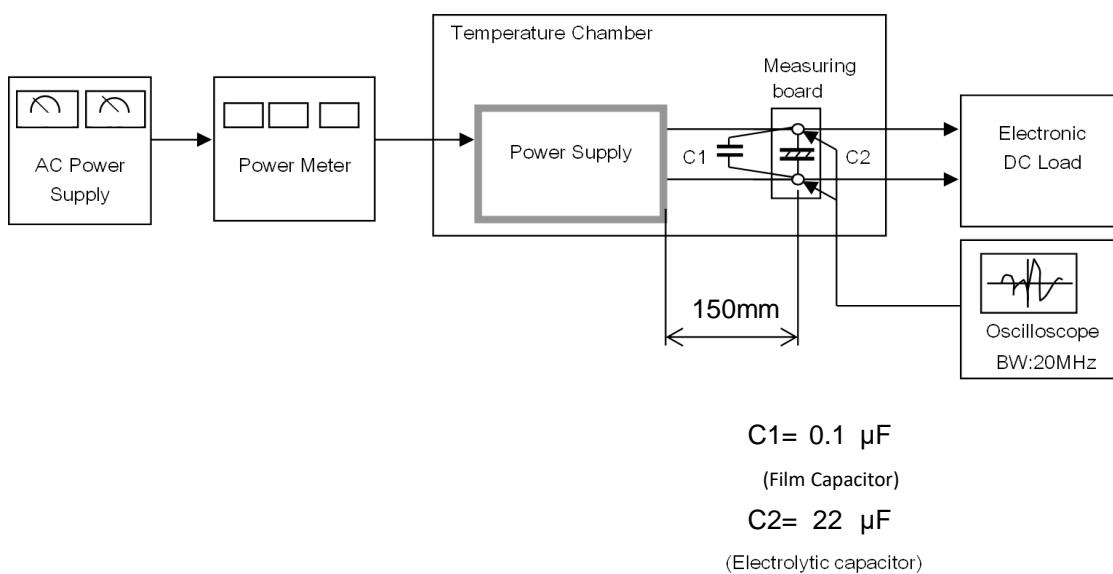 Temperature Chamber
Measuring
board
AC Power
Supply
Power Meter
Power Supply
C1
C2
Electronic
DC Load
150mm
Oscilloscope
BW:20MHz
C1= 0.1 µF
(Film Capacitor)
C2= 22 µF
(Electrolytic capacitor)